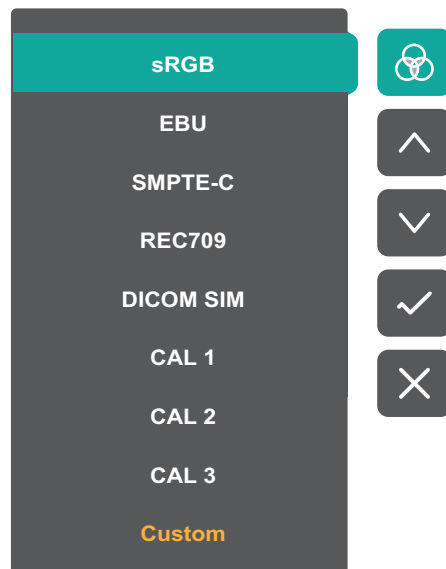 sRGB
EBU
SMPTE-C
REC709
DICOM SIM
CAL 1
CAL 2
CAL 3
Custom